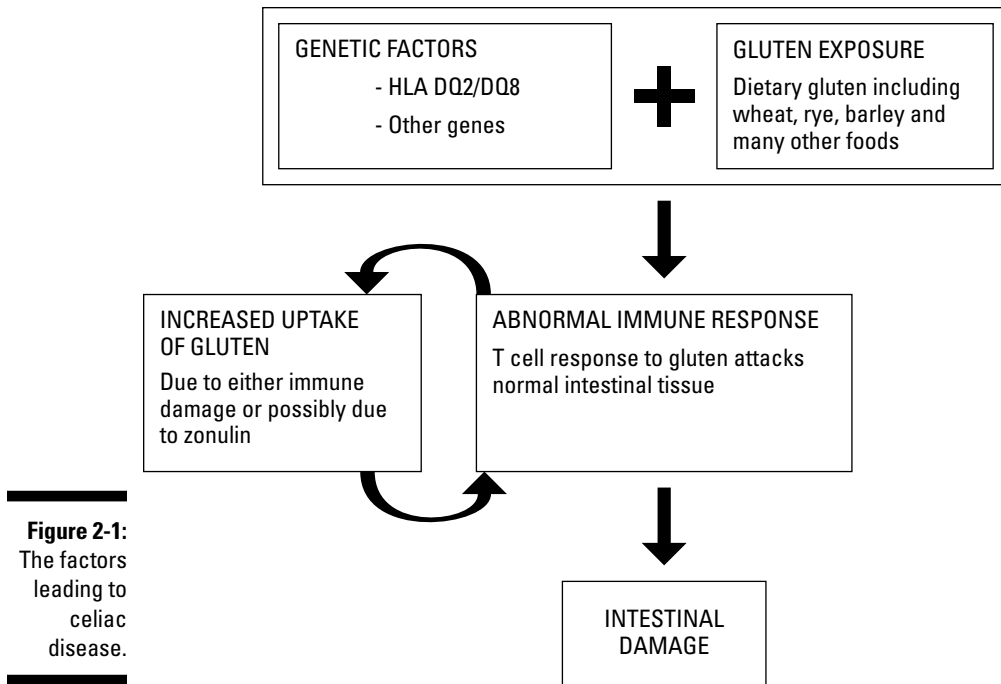 GENETIC FACTORS
- HLA DQ2/DQ8
- Other genes
GLUTEN EXPOSURE
Dietary gluten including
wheat, rye, barley and
many other foods
INCREASED UPTAKE
OF GLUTEN
Due to either immune
damage or possibly due
to zonulin
ABNORMAL IMMUNE RESPONSE
T cell response to gluten attacks
normal intestinal tissue
INTESTINAL
DAMAGE
Figure 2-1:
The factors
leading to
celiac
disease.